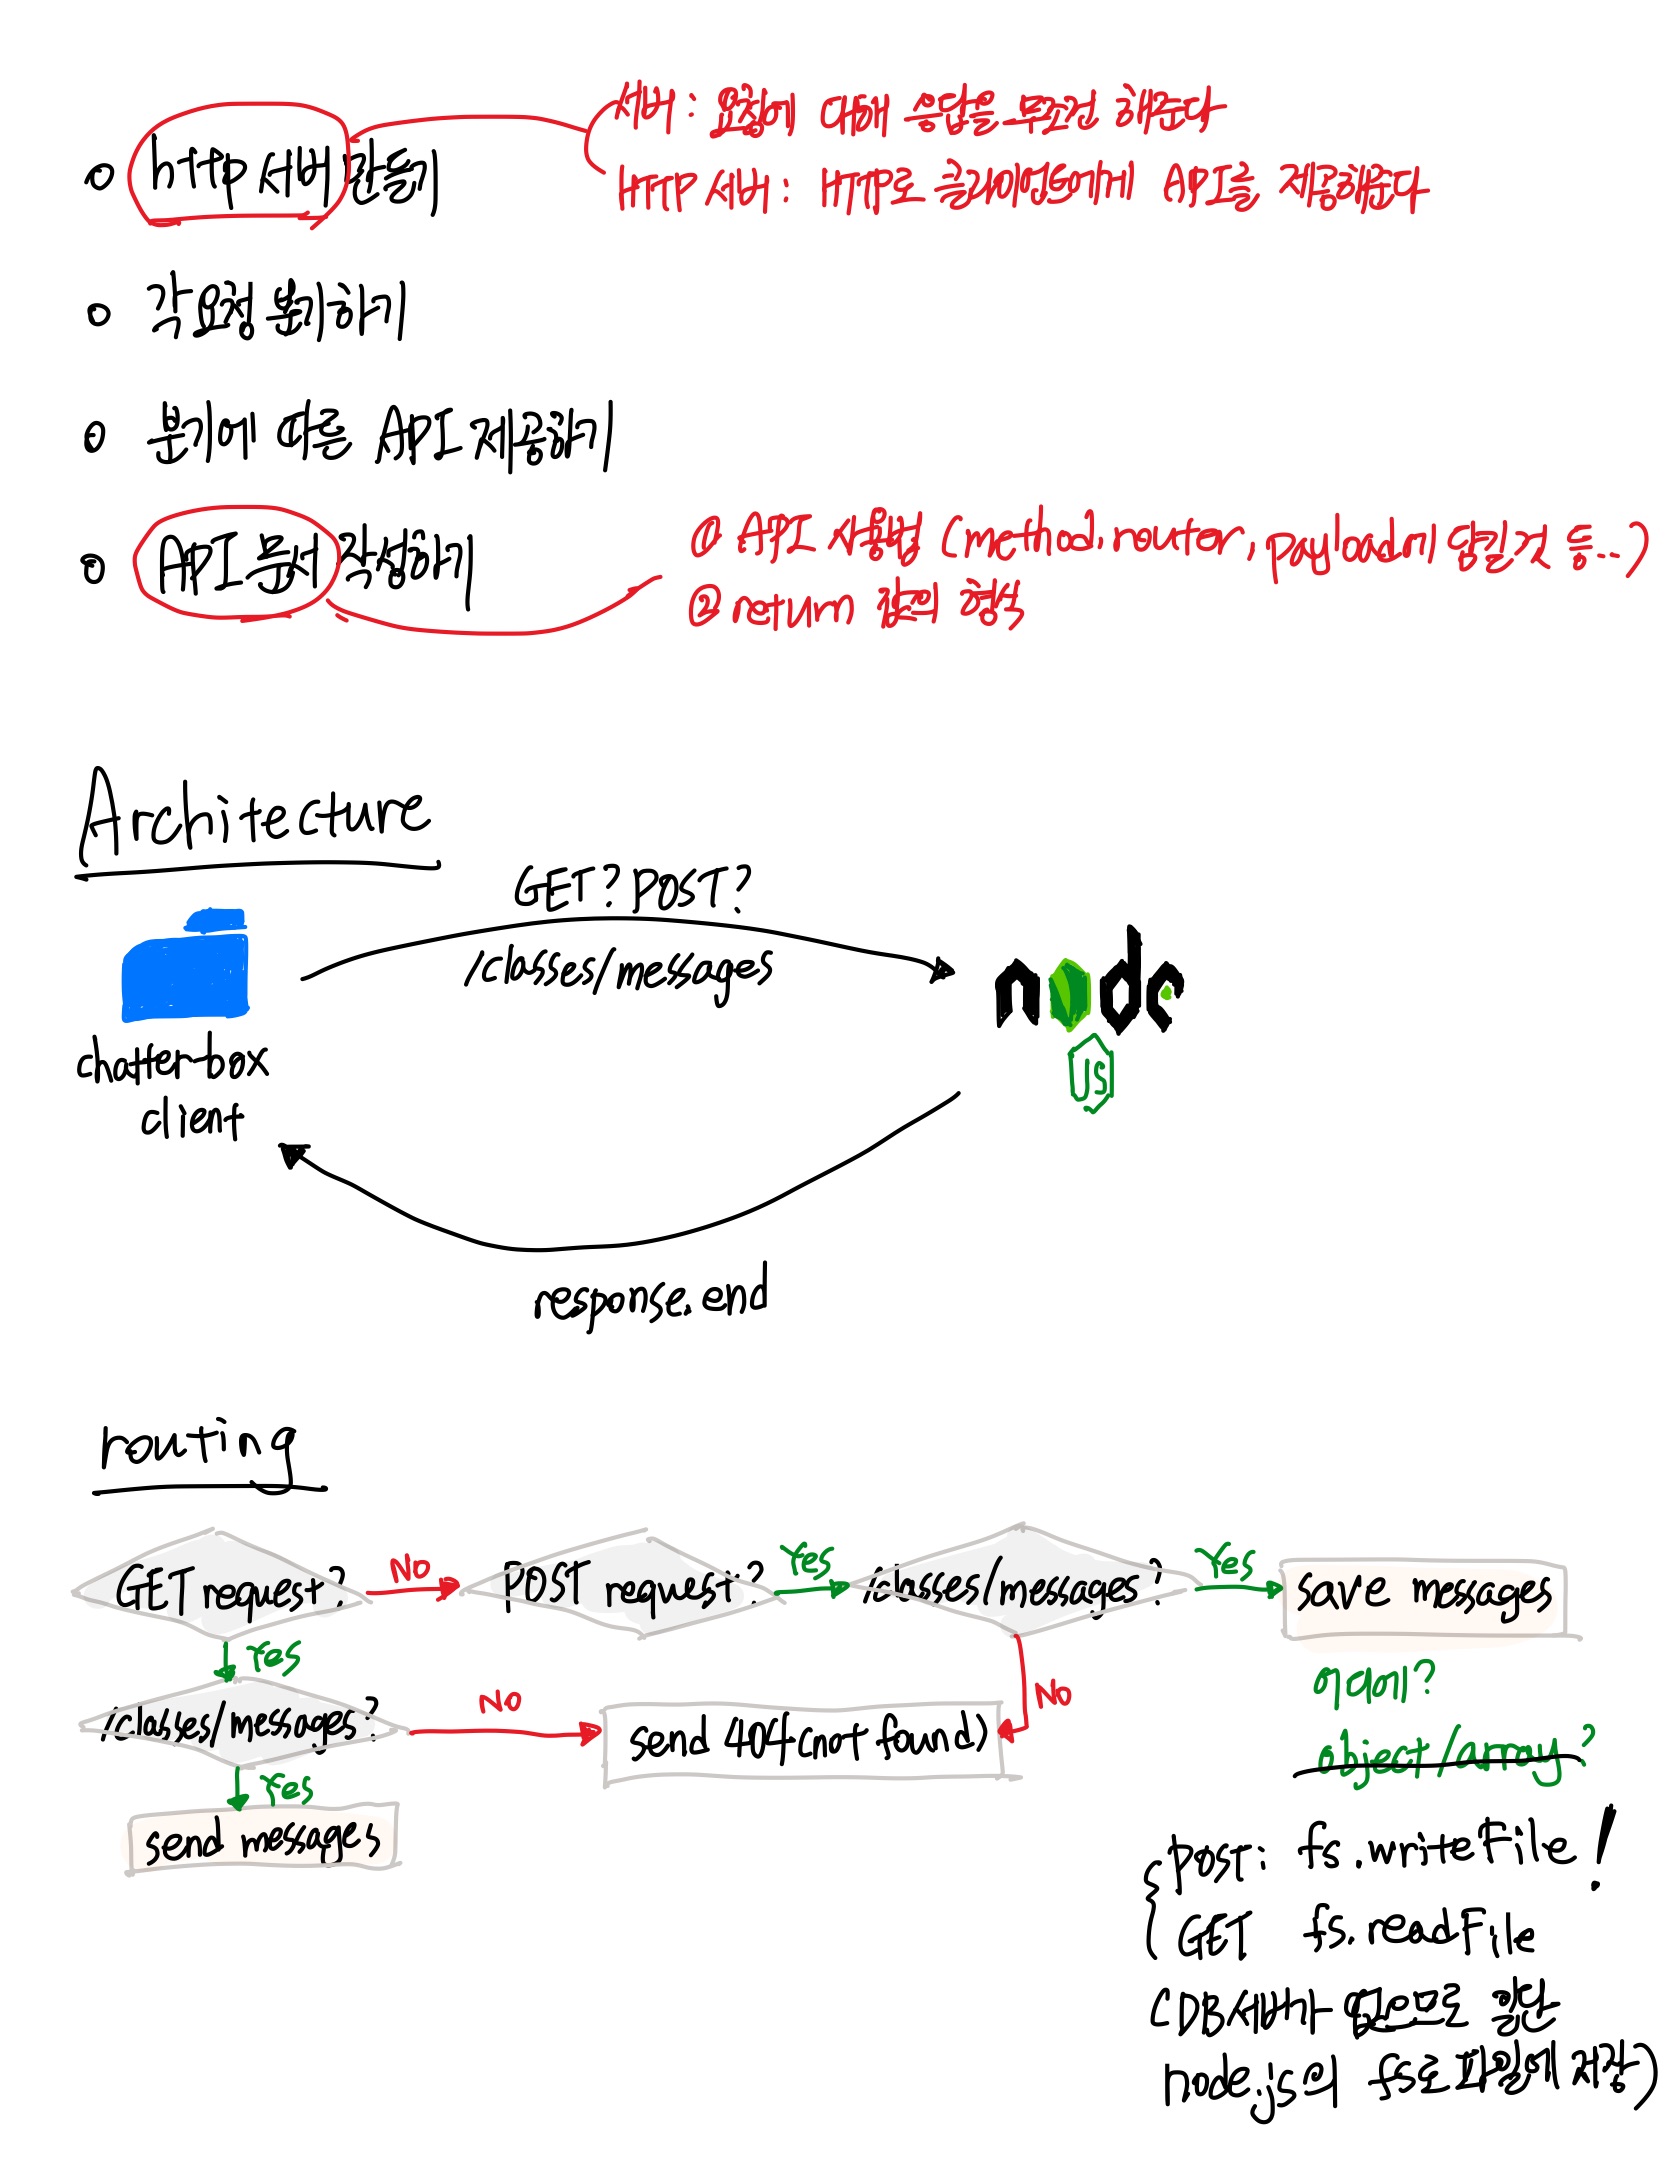 http 서버 만들기
서버 : 요청에 대해 응답을 무조건 해준다
HTTP 서버 : HTTP로 클라이언트에게 API를 제공해준다
각 요청 분기하기
분기에 따른 API 제공하기
API 문서 작성하기
① API 사용법 (method, router, payload에 담길것 등...)
② return 값의 형식
Architecture
GET? POST?
/classes/messages
node
JS
chatterbox
client
response.end
routing
GET request?
No
POST request?
Yes
/classes/messages?
Yes
save messages
Yes
No
어디에?
/classes/messages?
No
send 404(not found)
object/array?
Yes
send messages
POST: fs.writeFile!
GET fs.readFile
(DB서버가 없으므로 일단
node.js의 fs로 파일에 저장)